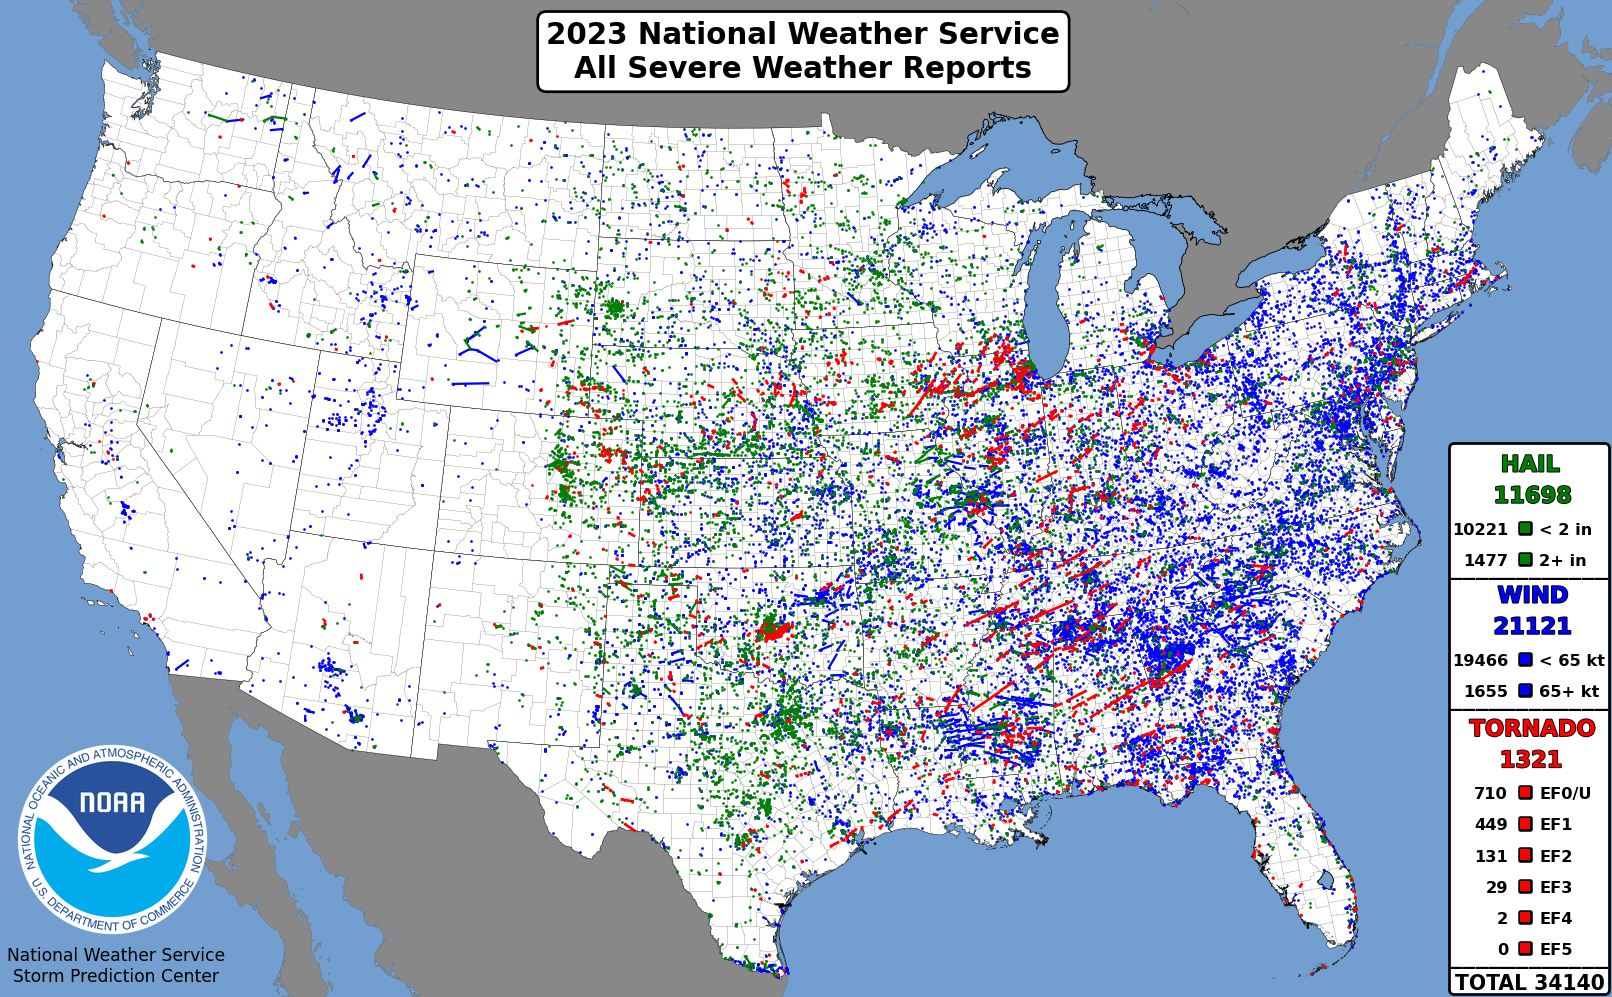 2023 National Weather Service
All Severe Weather Reports
HAIL
11698
10221 < 2 in
1477 2+ in
WIND
21121
19466 < 65 kt
1655 65+ kt
TORNADO
1321
710 EF0/U
449 EF1
131 EF2
29 EF3
2 EF4
0 EF5
TOTAL 34140
NATIONAL OCEANIC AND ATMOSPHERIC ADMINISTRATION
NOAA
U.S. DEPARTMENT OF COMMERCE
National Weather Service
Storm Prediction Center